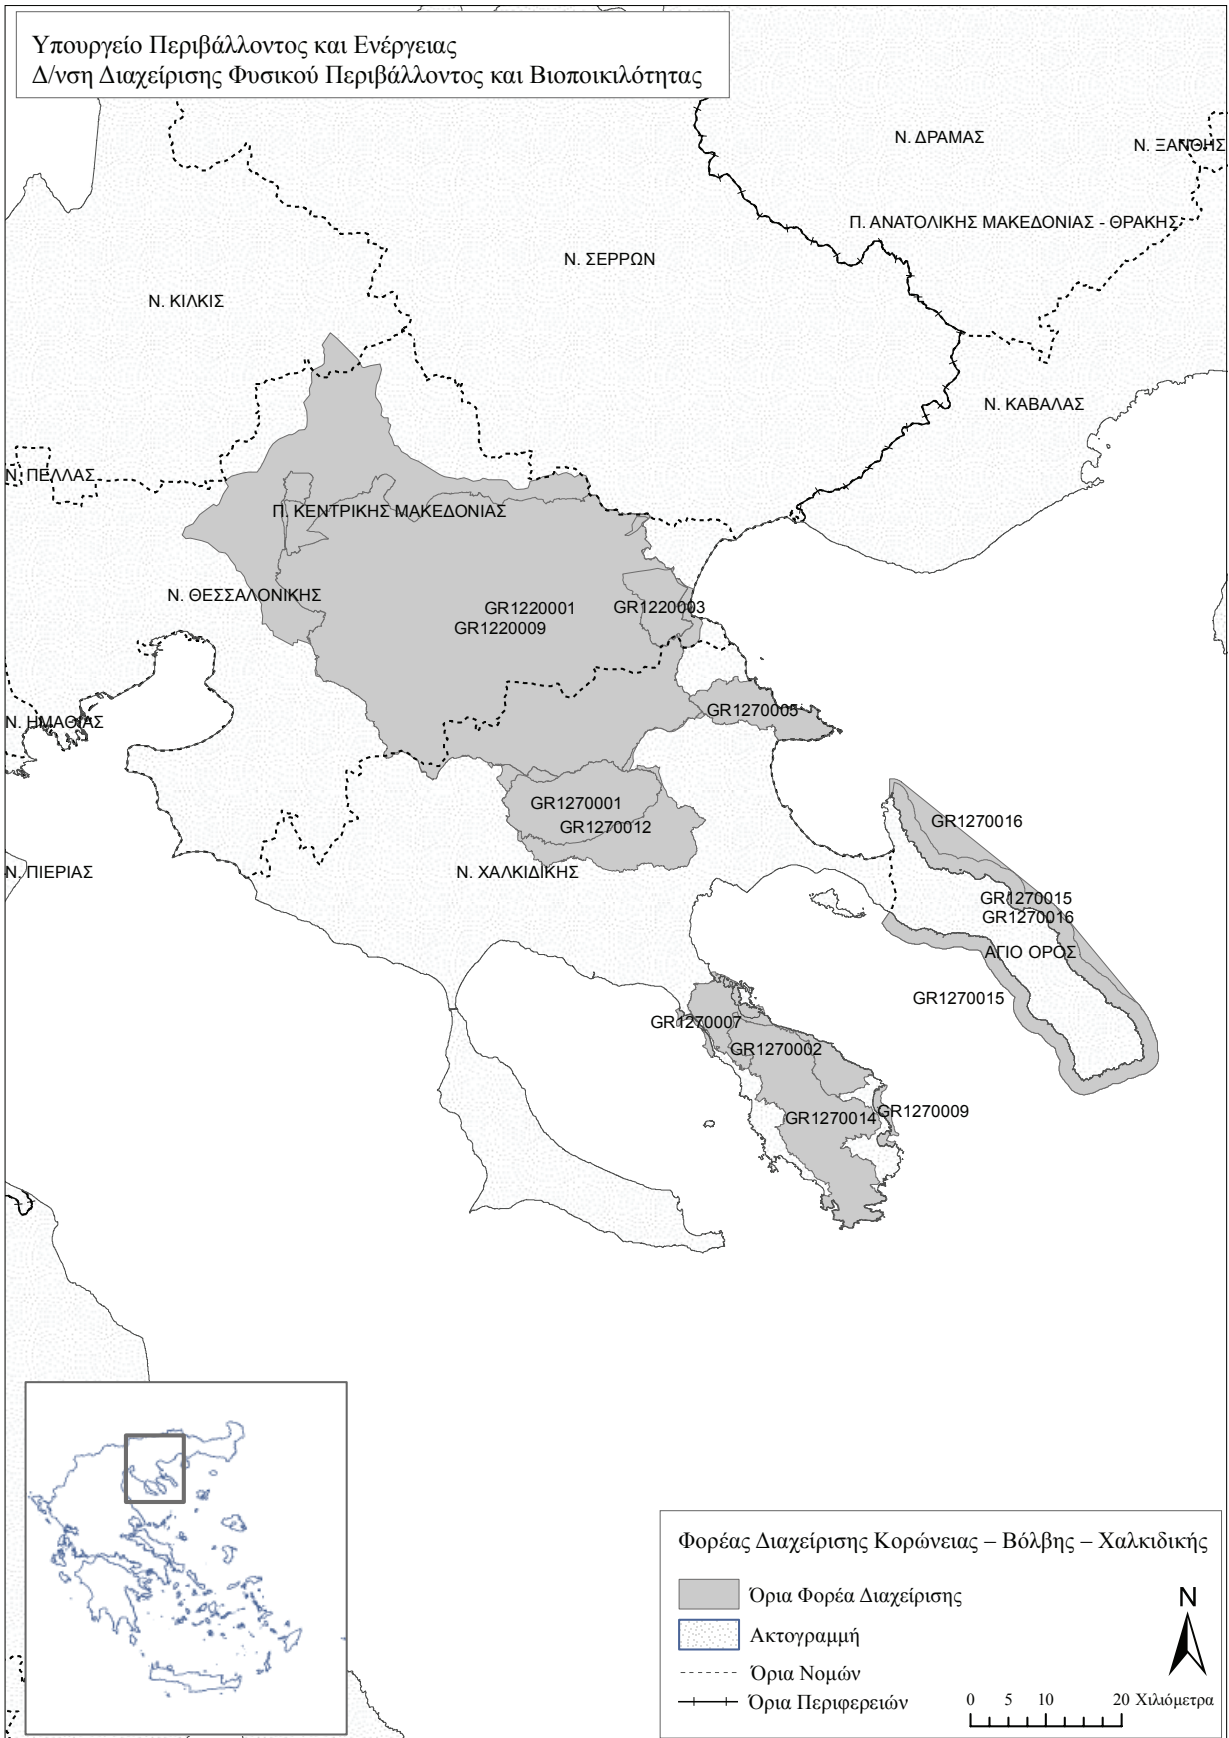 Υπουργείο Περιβάλλοντος και Ενέργειας
Δ/νση Διαχείρισης Φυσικού Περιβάλλοντος και Βιοποικιλότητας
Ν. ΔΡΑΜΑΣ
Ν. ΞΑΝΘΗΣ
Π. ΑΝΑΤΟΛΙΚΗΣ ΜΑΚΕΔΟΝΙΑΣ - ΘΡΑΚΗΣ
Ν. ΣΕΡΡΩΝ
Ν. ΚΙΛΚΙΣ
Ν. ΚΑΒΑΛΑΣ
Ν. ΠΕΛΛΑΣ
Π. ΚΕΝΤΡΙΚΗΣ ΜΑΚΕΔΟΝΙΑΣ
Ν. ΘΕΣΣΑΛΟΝΙΚΗΣ
GR1220001
GR1220003
GR1220009
GR1270005
Ν. ΗΜΑΘΙΑΣ
GR1270001
GR1270016
GR1270012
Ν. ΠΙΕΡΙΑΣ
Ν. ΧΑΛΚΙΔΙΚΗΣ
GR1270015
GR1270016
ΑΓΙΟ ΟΡΟΣ
GR1270015
GR1270007
GR1270002
GR1270009
GR1270014
Φορέας Διαχείρισης Κορώνειας – Βόλβης – Χαλκιδικής
Όρια Φορέα Διαχείρισης
Ακτογραμμή
Όρια Νομών
Όρια Περιφερειών
N
0 5 10 20 Χιλιόμετρα